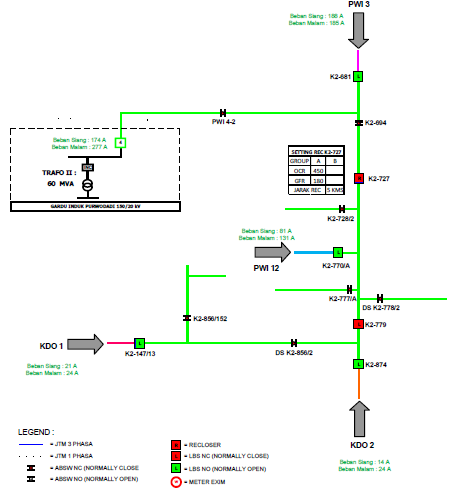 PWI 3
Beban Siang : 186 A
Beban Malam : 185 A
K2-681
PWI 4-2
K2-694
Beban Siang : 174 A
Beban Malam : 277 A
TRAFO II :
60 MVA
GARDU INDUK PURWODADI 150/20 kV
SETTING REC K2-727
GROUP A B
OCR 450
GFR 180
JARAK REC 5 KMS
K2-727
K2-728/2
Beban Siang : 81 A
Beban Malam : 131 A
PWI 12
K2-770/A
K2-777/A
DS K2-778/2
K2-856/152
K2-779
KDO 1
K2-147/13
DS K2-856/2
K2-874
Beban Siang : 21 A
Beban Malam : 24 A
KDO 2
Beban Siang : 14 A
Beban Malam : 24 A
LEGEND :
= JTM 3 PHASA
= JTM 1 PHASA
= ABSW NC (NORMALLY CLOSE
= ABSW NO (NORMALLY OPEN)
= RECLOSER
= LBS NC (NORMALLY CLOSE)
= LBS NO (NORMALLY OPEN)
= METER EXIM